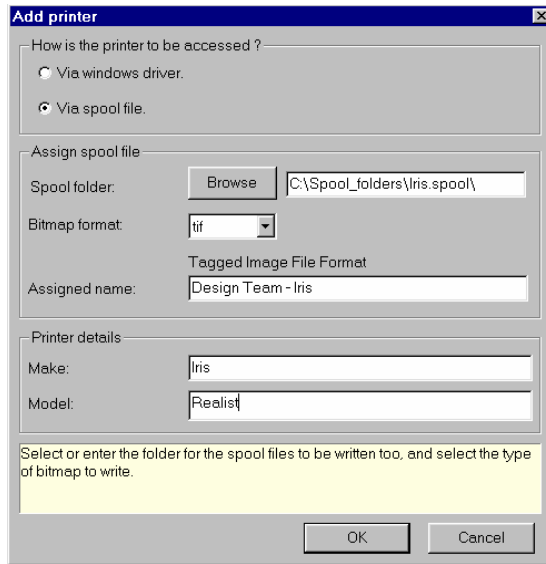 Add printer
How is the printer to be accessed ?
Via windows driver.
Via spool file.
Assign spool file
Spool folder: Browse C:\Spool_folders\Iris.spool\
Bitmap format: tif
Tagged Image File Format
Assigned name: Design Team - Iris
Printer details
Make: Iris
Model: Realist
Select or enter the folder for the spool files to be written too, and select the type
of bitmap to write.
OK Cancel